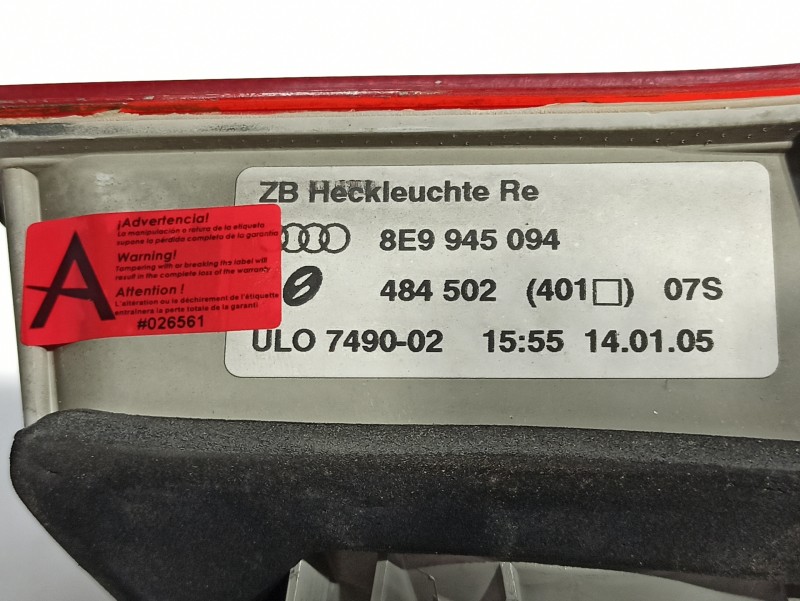 ZB Heckleuchte Re
8E9 945 094
484 502 (401□) 07S
ULO 7490-02 15:55 14.01.05
¡Advertencia!
La manipulación o rotura de la etiqueta
supone la pérdida completa de la garantía
Warning!
Tampering with or breaking the label will
result in the complete loss of the warranty
Attention !
L'altération ou le déchirement de l'étiquette
entraînera la perte totale de la garanti.
#026561